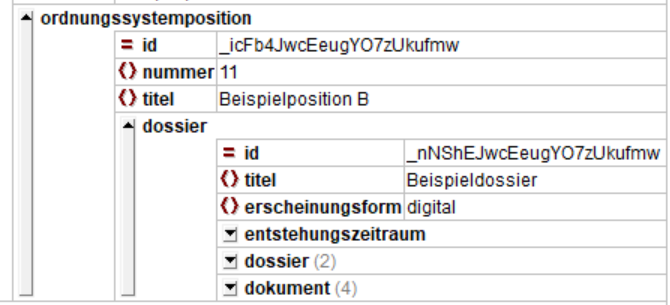 ordnungssystemposition
= id _icFb4JwcEeugYO7zUkufmw
<> nummer 11
<> titel Beispielposition B
dossier
= id _nNShEJwcEeugYO7zUkufmw
<> titel Beispieldossier
<> erscheinungsform digital
entstehungszeitraum
dossier (2)
dokument (4)